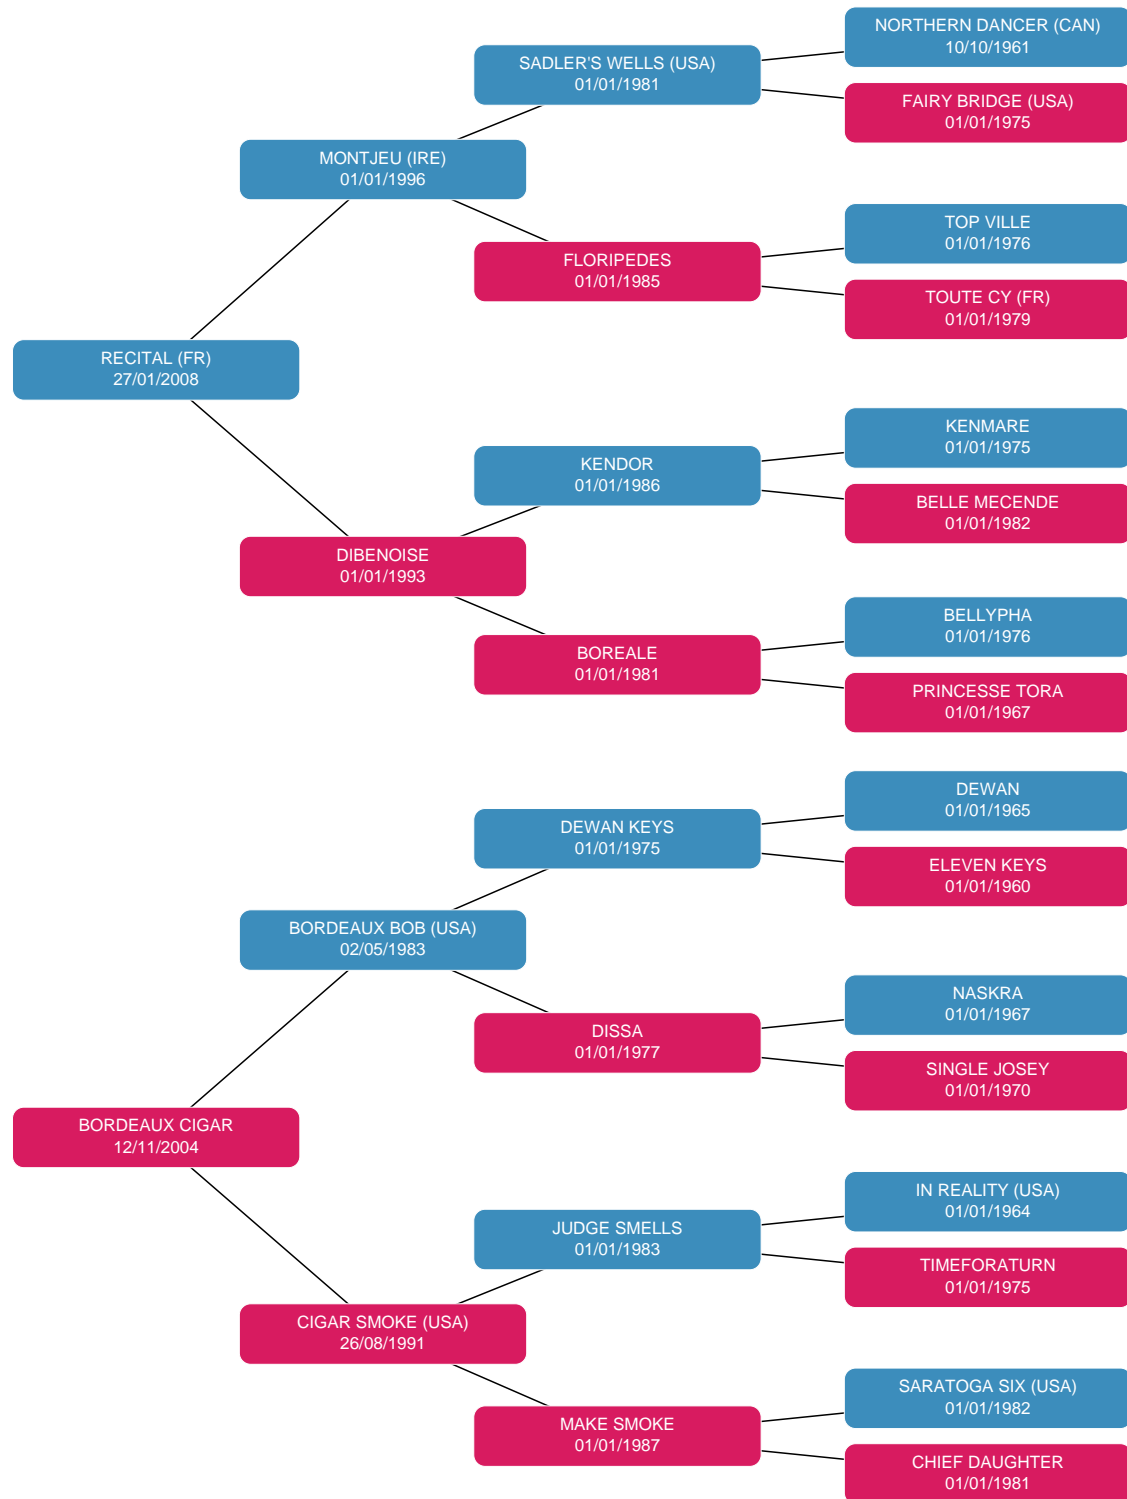 NORTHERN DANCER (CAN)
10/10/1961
SADLER'S WELLS (USA)
01/01/1981
FAIRY BRIDGE (USA)
01/01/1975
MONTJEU (IRE)
01/01/1996
TOP VILLE
01/01/1976
FLORIPEDES
01/01/1985
TOUTE CY (FR)
01/01/1979
RECITAL (FR)
27/01/2008
KENMARE
01/01/1975
KENDOR
01/01/1986
BELLE MECENDE
01/01/1982
DIBENOISE
01/01/1993
BELLYPHA
01/01/1976
BOREALE
01/01/1981
PRINCESSE TORA
01/01/1967
DEWAN
01/01/1965
DEWAN KEYS
01/01/1975
ELEVEN KEYS
01/01/1960
BORDEAUX BOB (USA)
02/05/1983
NASKRA
01/01/1967
DISSA
01/01/1977
SINGLE JOSEY
01/01/1970
BORDEAUX CIGAR
12/11/2004
IN REALITY (USA)
01/01/1964
JUDGE SMELLS
01/01/1983
TIMEFORATURN
01/01/1975
CIGAR SMOKE (USA)
26/08/1991
SARATOGA SIX (USA)
01/01/1982
MAKE SMOKE
01/01/1987
CHIEF DAUGHTER
01/01/1981